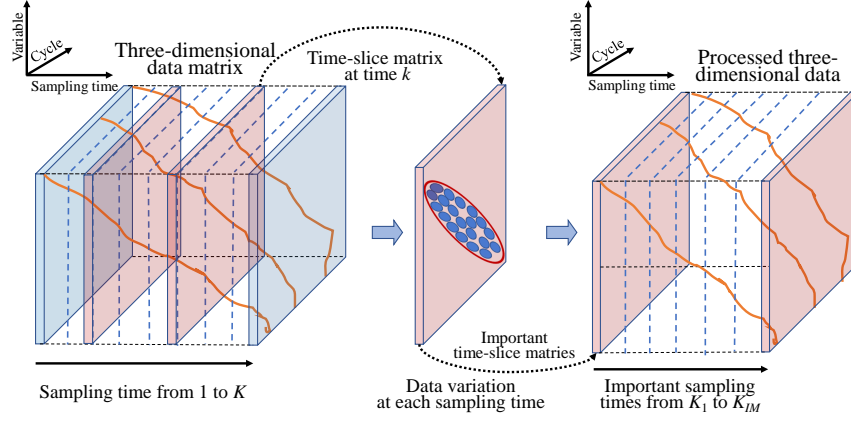 Variable
Cycle
Sampling time
Three-dimensional
data matrix
Time-slice matrix
at time k
Variable
Cycle
Sampling time
Processed three-
dimensional data
Sampling time from 1 to K
Important
time-slice matries
Data variation
at each sampling time
Important sampling
times from K₁ to K_IM